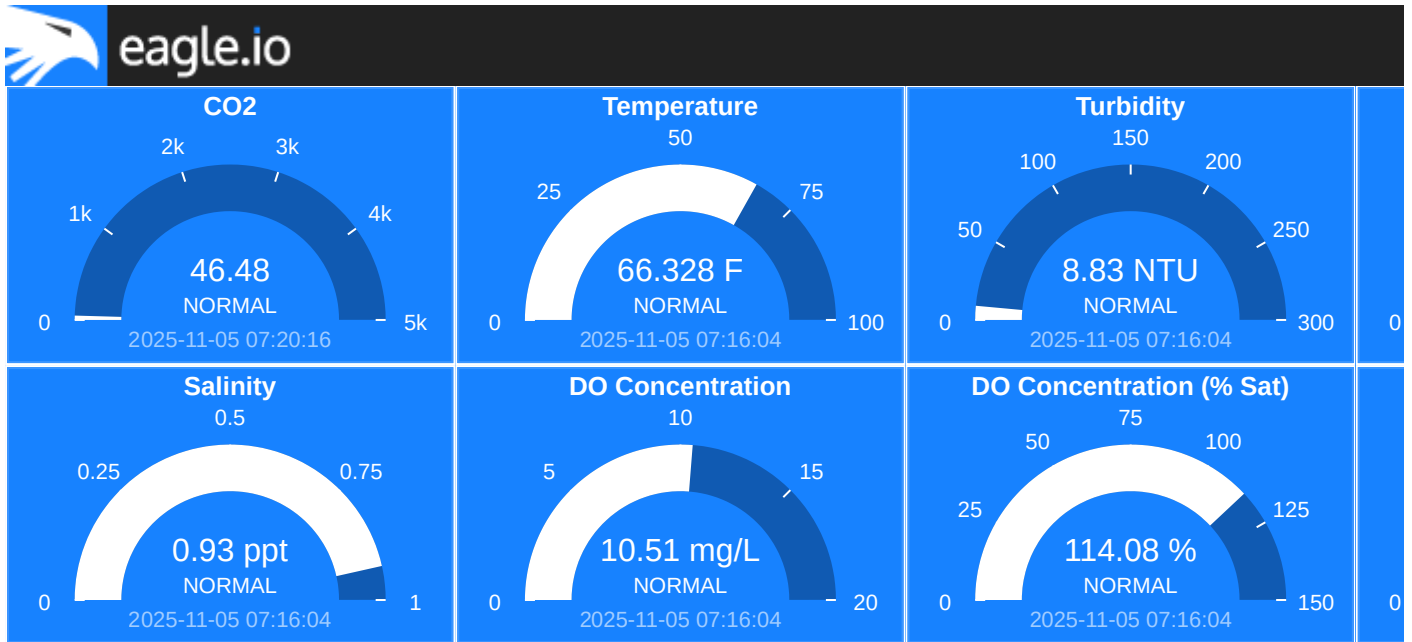 eagle.io
CO2
0
1k
2k
3k
4k
5k
46.48
NORMAL
2025-11-05 07:20:16
Temperature
0
25
50
75
100
66.328 F
NORMAL
2025-11-05 07:16:04
Turbidity
0
50
100
150
200
250
300
8.83 NTU
NORMAL
2025-11-05 07:16:04
0
Salinity
0
0.25
0.5
0.75
1
0.93 ppt
NORMAL
2025-11-05 07:16:04
DO Concentration
0
5
10
15
20
10.51 mg/L
NORMAL
2025-11-05 07:16:04
DO Concentration (% Sat)
0
25
50
75
100
125
150
114.08 %
NORMAL
2025-11-05 07:16:04
0